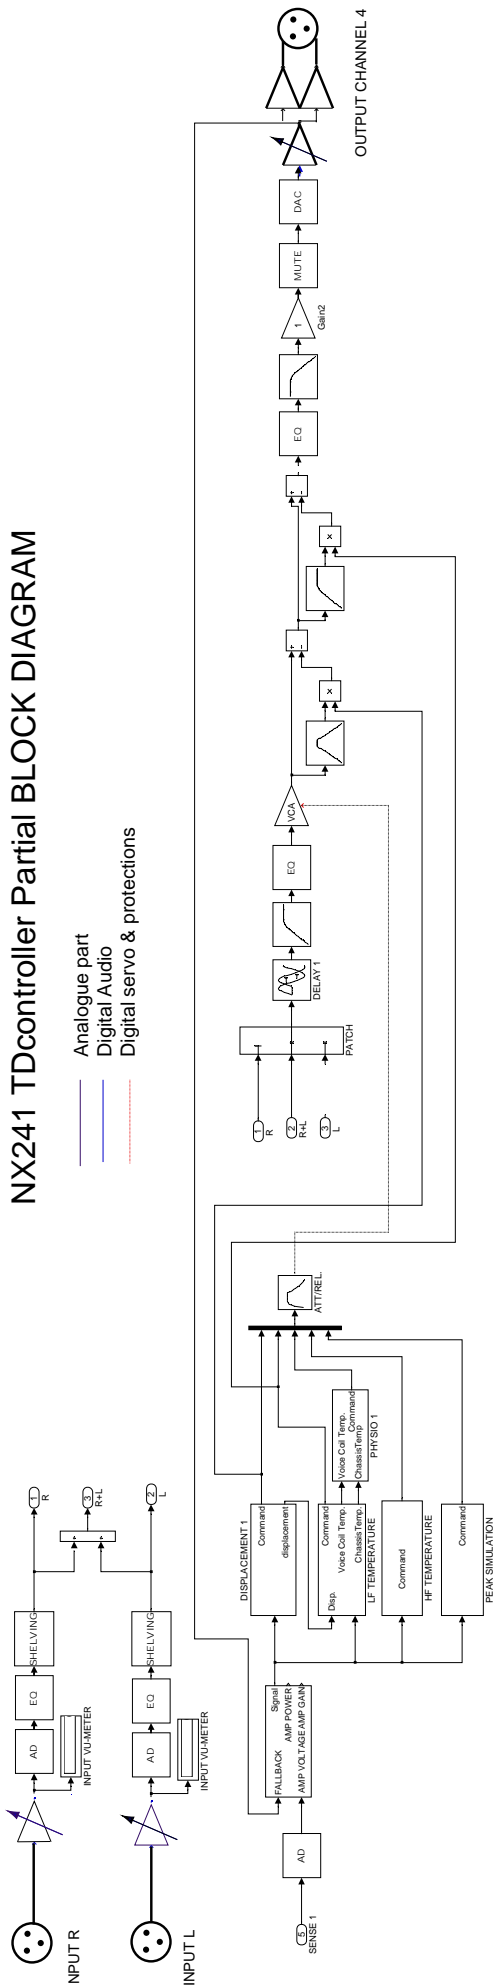 NX241 TDcontroller Partial BLOCK DIAGRAM
Analogue part
Digital Audio
Digital servo & protections
NPUT R
AD
INPUT VU-METER
EQ
SHELVING
1
R
3
R+L
INPUT L
AD
INPUT VU-METER
EQ
SHELVING
2
L
5
SENSE 1
AD
FALLBACK
Signal
AMP POWER
AMP VOLTAGE AMP GAIN
DISPLACEMENT 1
Command
displacement
Disp.
Command
Voice Coil Temp.
ChassisTemp.
LF TEMPERATURE
Voice Coil Temp.
Command
ChassisTemp
PHYSIO 1
Command
HF TEMPERATURE
Command
PEAK SIMULATION
ATT/REL.
1
R
2
R+L
3
L
PATCH
DELAY 1
EQ
VCA
x
+
-
x
+
-
EQ
1
Gain2
MUTE
DAC
OUTPUT CHANNEL 4